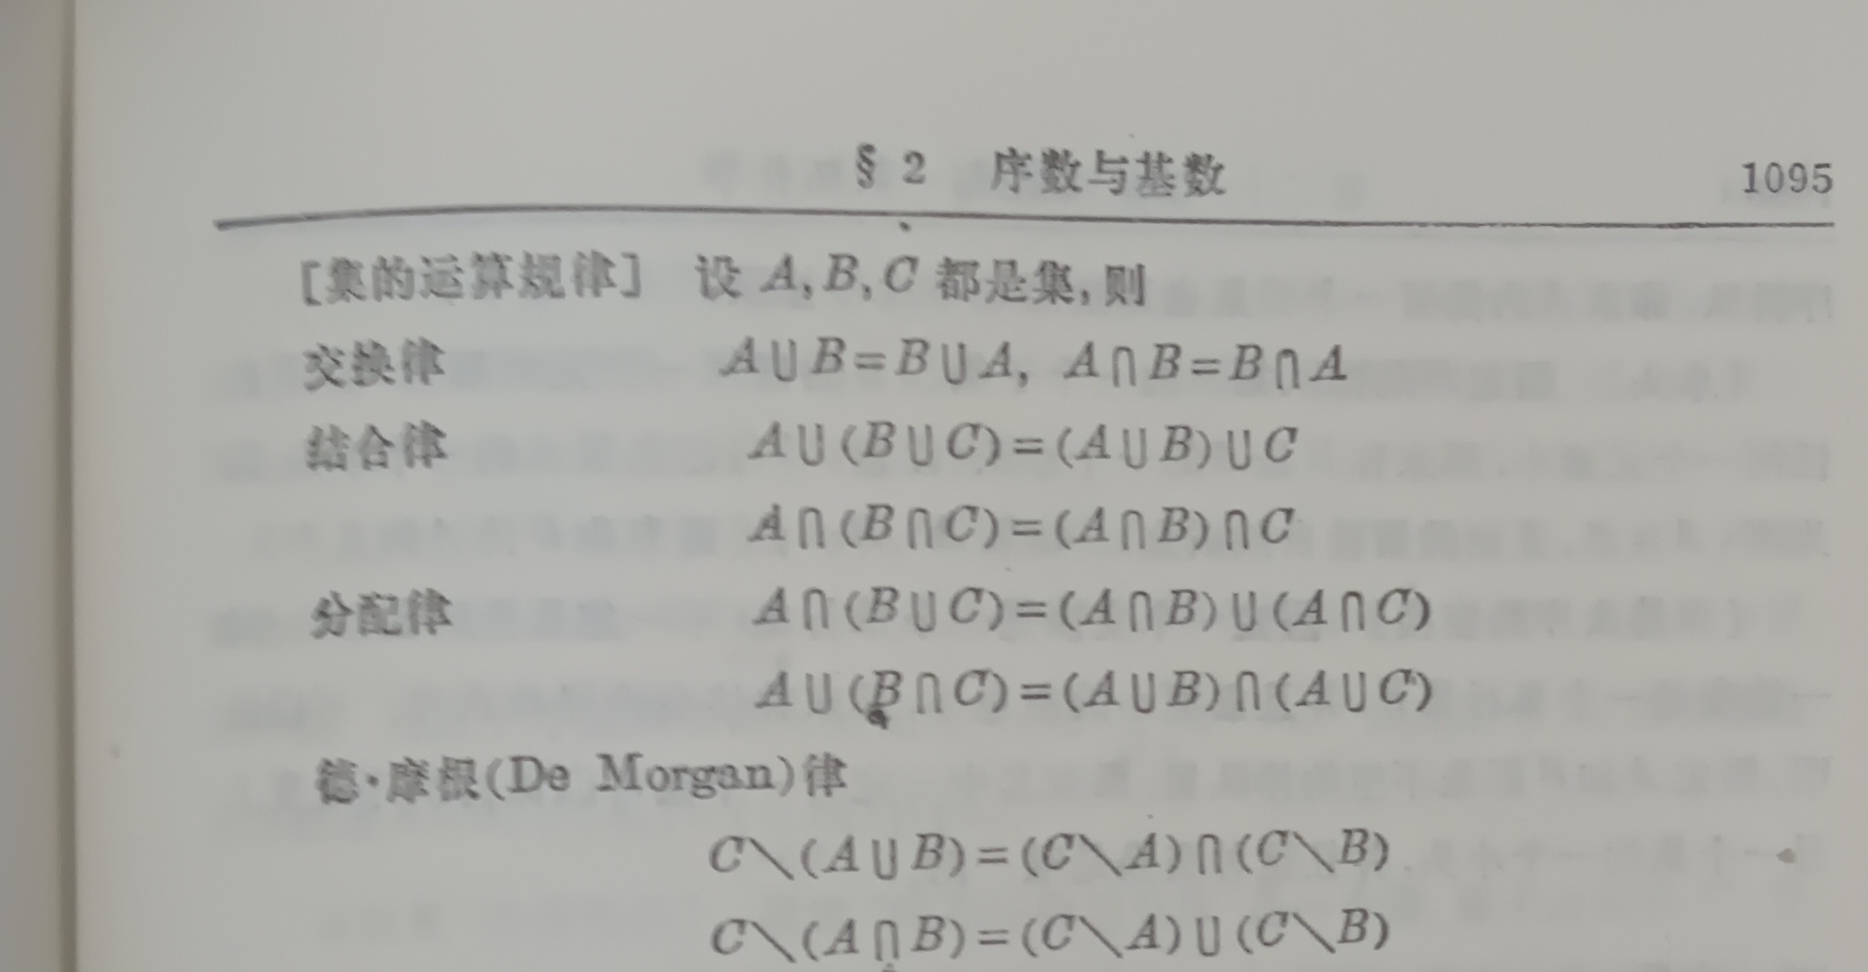 § 2 序数与基数 1095
[集的运算规律] 设 A, B, C 都是集, 则
交换律 A∪B=B∪A, A∩B=B∩A
结合律 A∪(B∪C)=(A∪B)∪C
A∩(B∩C)=(A∩B)∩C
分配律 A∩(B∪C)=(A∩B)∪(A∩C)
A∪(B∩C)=(A∪B)∩(A∪C)
德·摩根(De Morgan)律
C\(A∪B)=(C\A)∩(C\B)
C\(A∩B)=(C\A)∪(C\B)